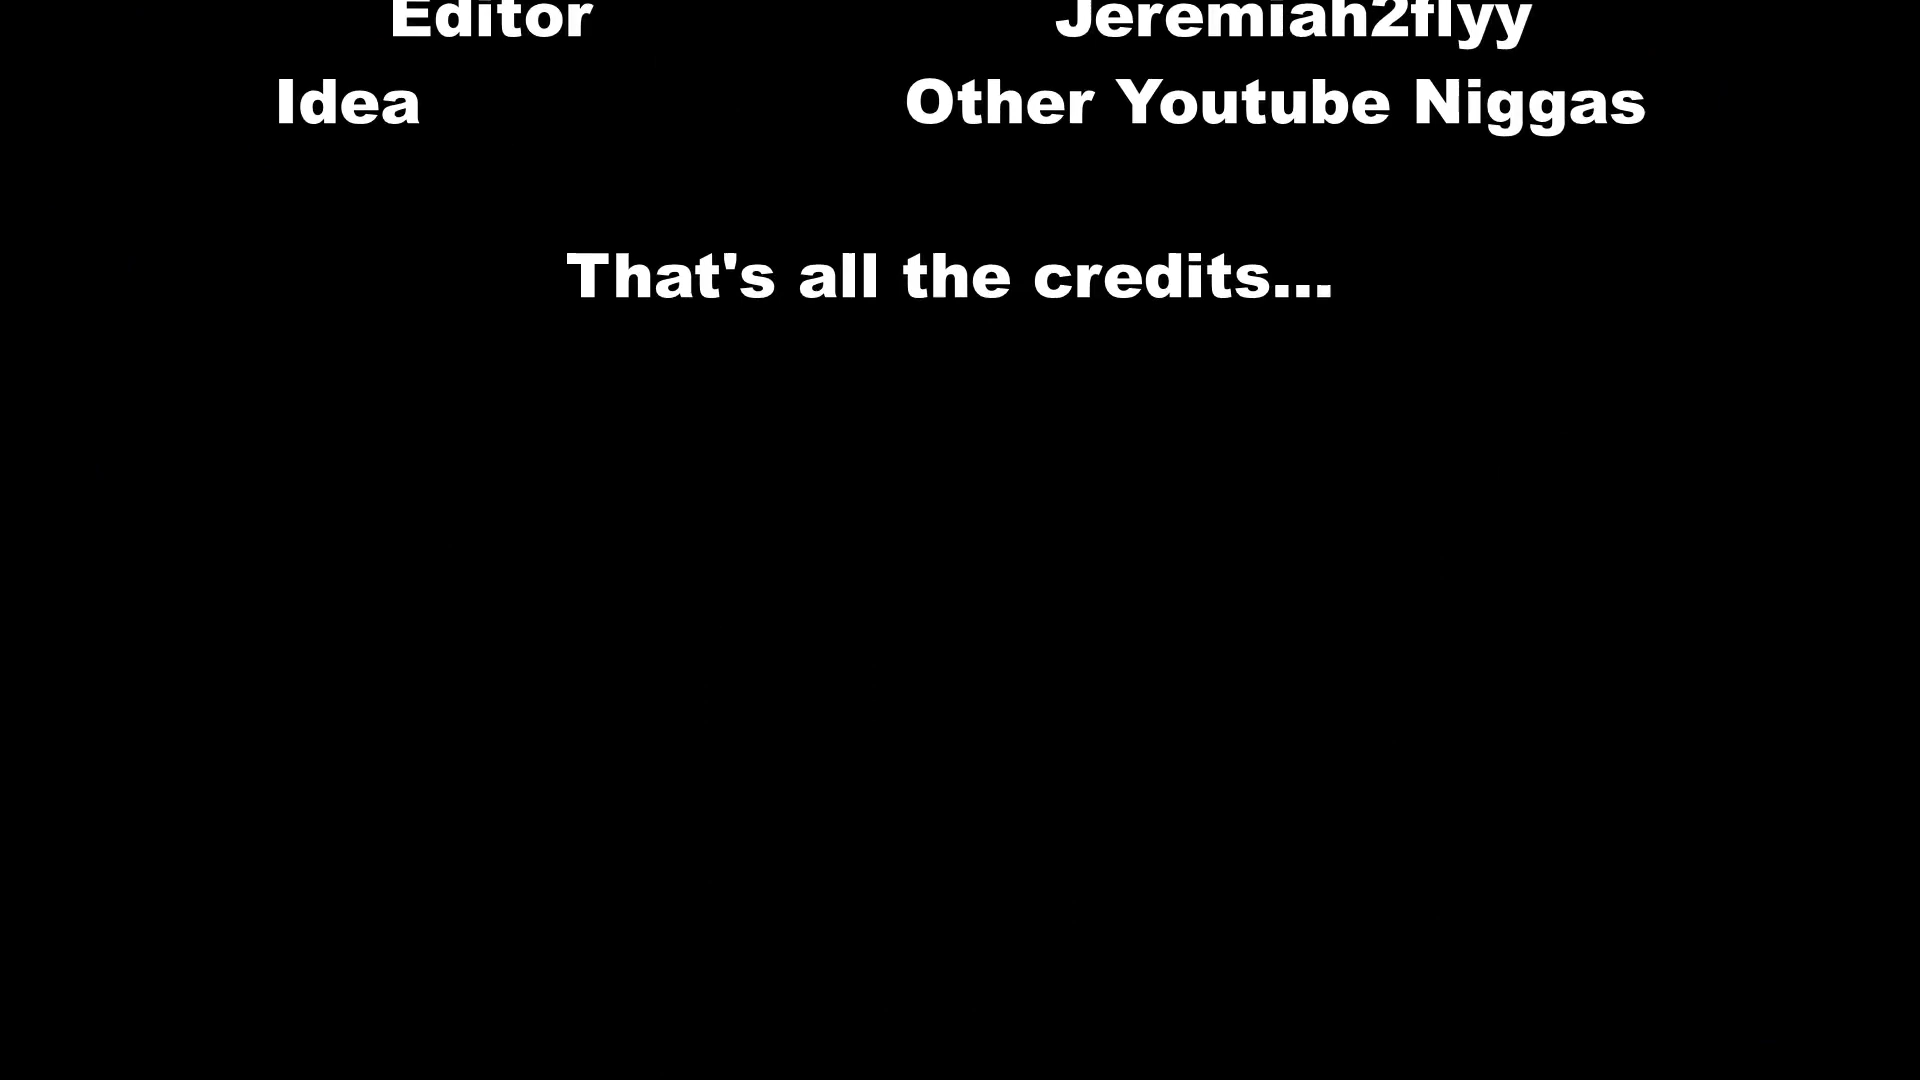 Editor Jeremiah2flyy
Idea Other Youtube Niggas
That's all the credits...